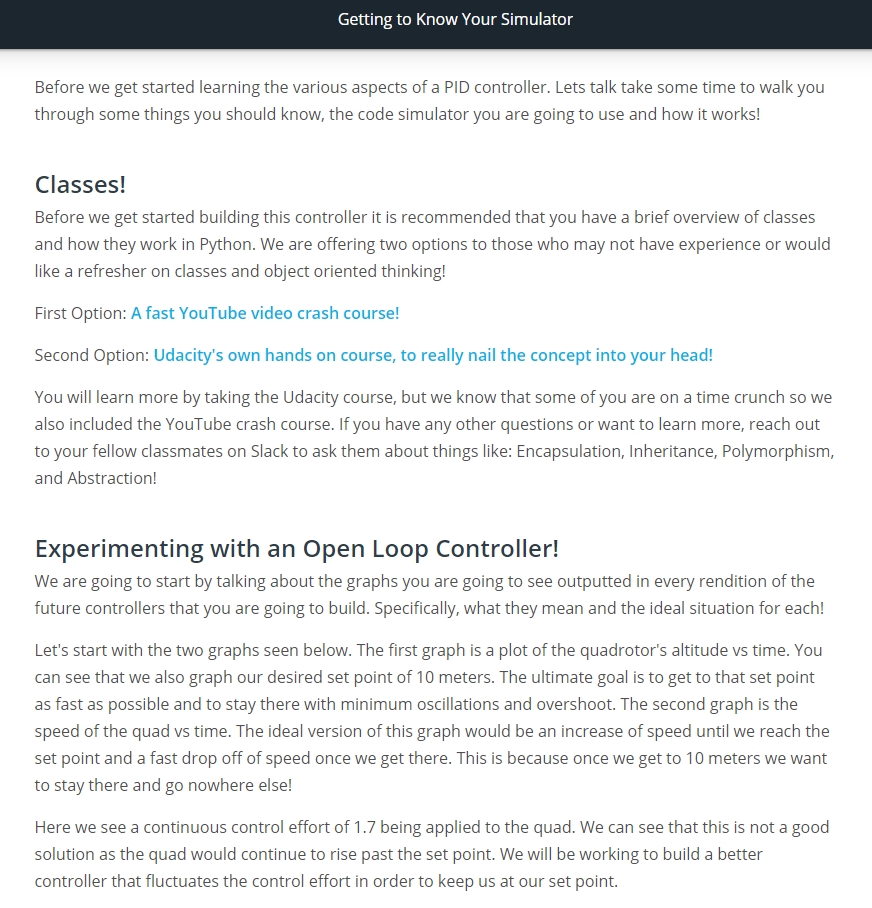 Getting to Know Your Simulator
Before we get started learning the various aspects of a PID controller. Lets talk take some time to walk you
through some things you should know, the code simulator you are going to use and how it works!
Classes!
Before we get started building this controller it is recommended that you have a brief overview of classes
and how they work in Python. We are offering two options to those who may not have experience or would
like a refresher on classes and object oriented thinking!
First Option: A fast YouTube video crash course!
Second Option: Udacity's own hands on course, to really nail the concept into your head!
You will learn more by taking the Udacity course, but we know that some of you are on a time crunch so we
also included the YouTube crash course. If you have any other questions or want to learn more, reach out
to your fellow classmates on Slack to ask them about things like: Encapsulation, Inheritance, Polymorphism,
and Abstraction!
Experimenting with an Open Loop Controller!
We are going to start by talking about the graphs you are going to see outputted in every rendition of the
future controllers that you are going to build. Specifically, what they mean and the ideal situation for each!
Let's start with the two graphs seen below. The first graph is a plot of the quadrotor's altitude vs time. You
can see that we also graph our desired set point of 10 meters. The ultimate goal is to get to that set point
as fast as possible and to stay there with minimum oscillations and overshoot. The second graph is the
speed of the quad vs time. The ideal version of this graph would be an increase of speed until we reach the
set point and a fast drop off of speed once we get there. This is because once we get to 10 meters we want
to stay there and go nowhere else!
Here we see a continuous control effort of 1.7 being applied to the quad. We can see that this is not a good
solution as the quad would continue to rise past the set point. We will be working to build a better
controller that fluctuates the control effort in order to keep us at our set point.